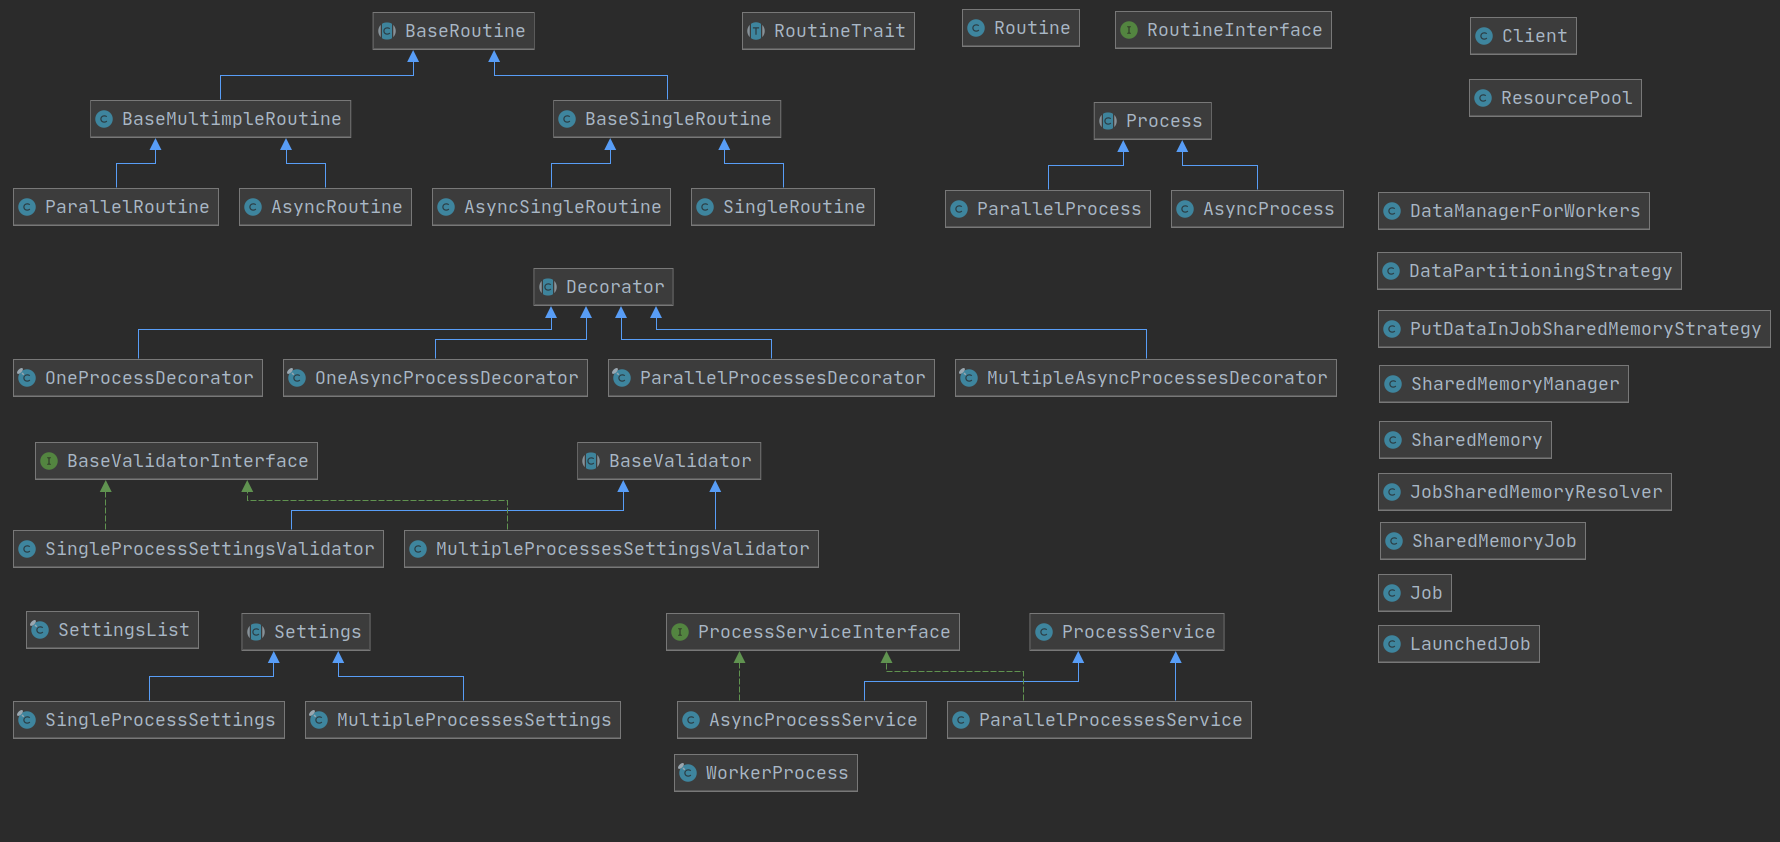 BaseRoutine
RoutineTrait
Routine
RoutineInterface
Client
ResourcePool
BaseMultimpleRoutine
BaseSingleRoutine
Process
ParallelRoutine
AsyncRoutine
AsyncSingleRoutine
SingleRoutine
ParallelProcess
AsyncProcess
DataManagerForWorkers
DataPartitioningStrategy
Decorator
PutDataInJobSharedMemoryStrategy
OneProcessDecorator
OneAsyncProcessDecorator
ParallelProcessesDecorator
MultipleAsyncProcessesDecorator
SharedMemoryManager
SharedMemory
BaseValidatorInterface
BaseValidator
JobSharedMemoryResolver
SharedMemoryJob
SingleProcessSettingsValidator
MultipleProcessesSettingsValidator
Job
SettingsList
Settings
ProcessServiceInterface
ProcessService
LaunchedJob
SingleProcessSettings
MultipleProcessesSettings
AsyncProcessService
ParallelProcessesService
WorkerProcess